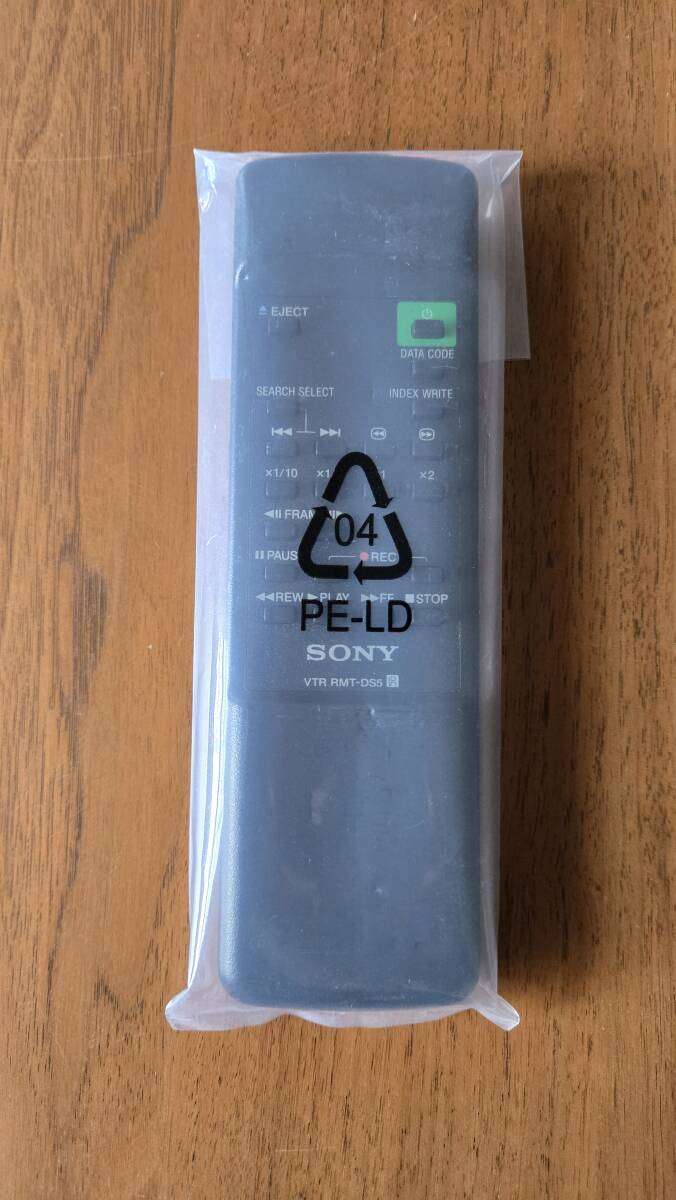 EJECT
DATA CODE
SEARCH SELECT
INDEX WRITE
×1/10
×2
PAUS
REC
REW PLAY FF STOP
04
PE-LD
SONY
VTR RMT-DS5